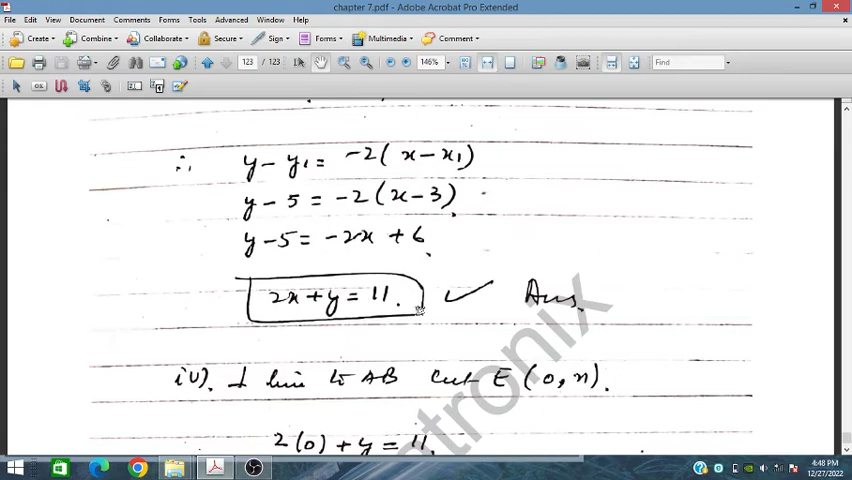 chapter 7.pdf - Adobe Acrobat Pro Extended
File Edit View Document Comments Forms Tools Advanced Window Help
Create Combine Collaborate Secure Sign Forms Multimedia Comment
123 / 123 146% Find
∴ y - y₁ = -2(x - x₁)
y - 5 = -2(x - 3)
y - 5 = -2x + 6
2x + y = 11. ✓ Ans.
iv). ⊥ line to AB cut E(0, n).
2(0) + y = 11
4:48 PM
12/27/2022